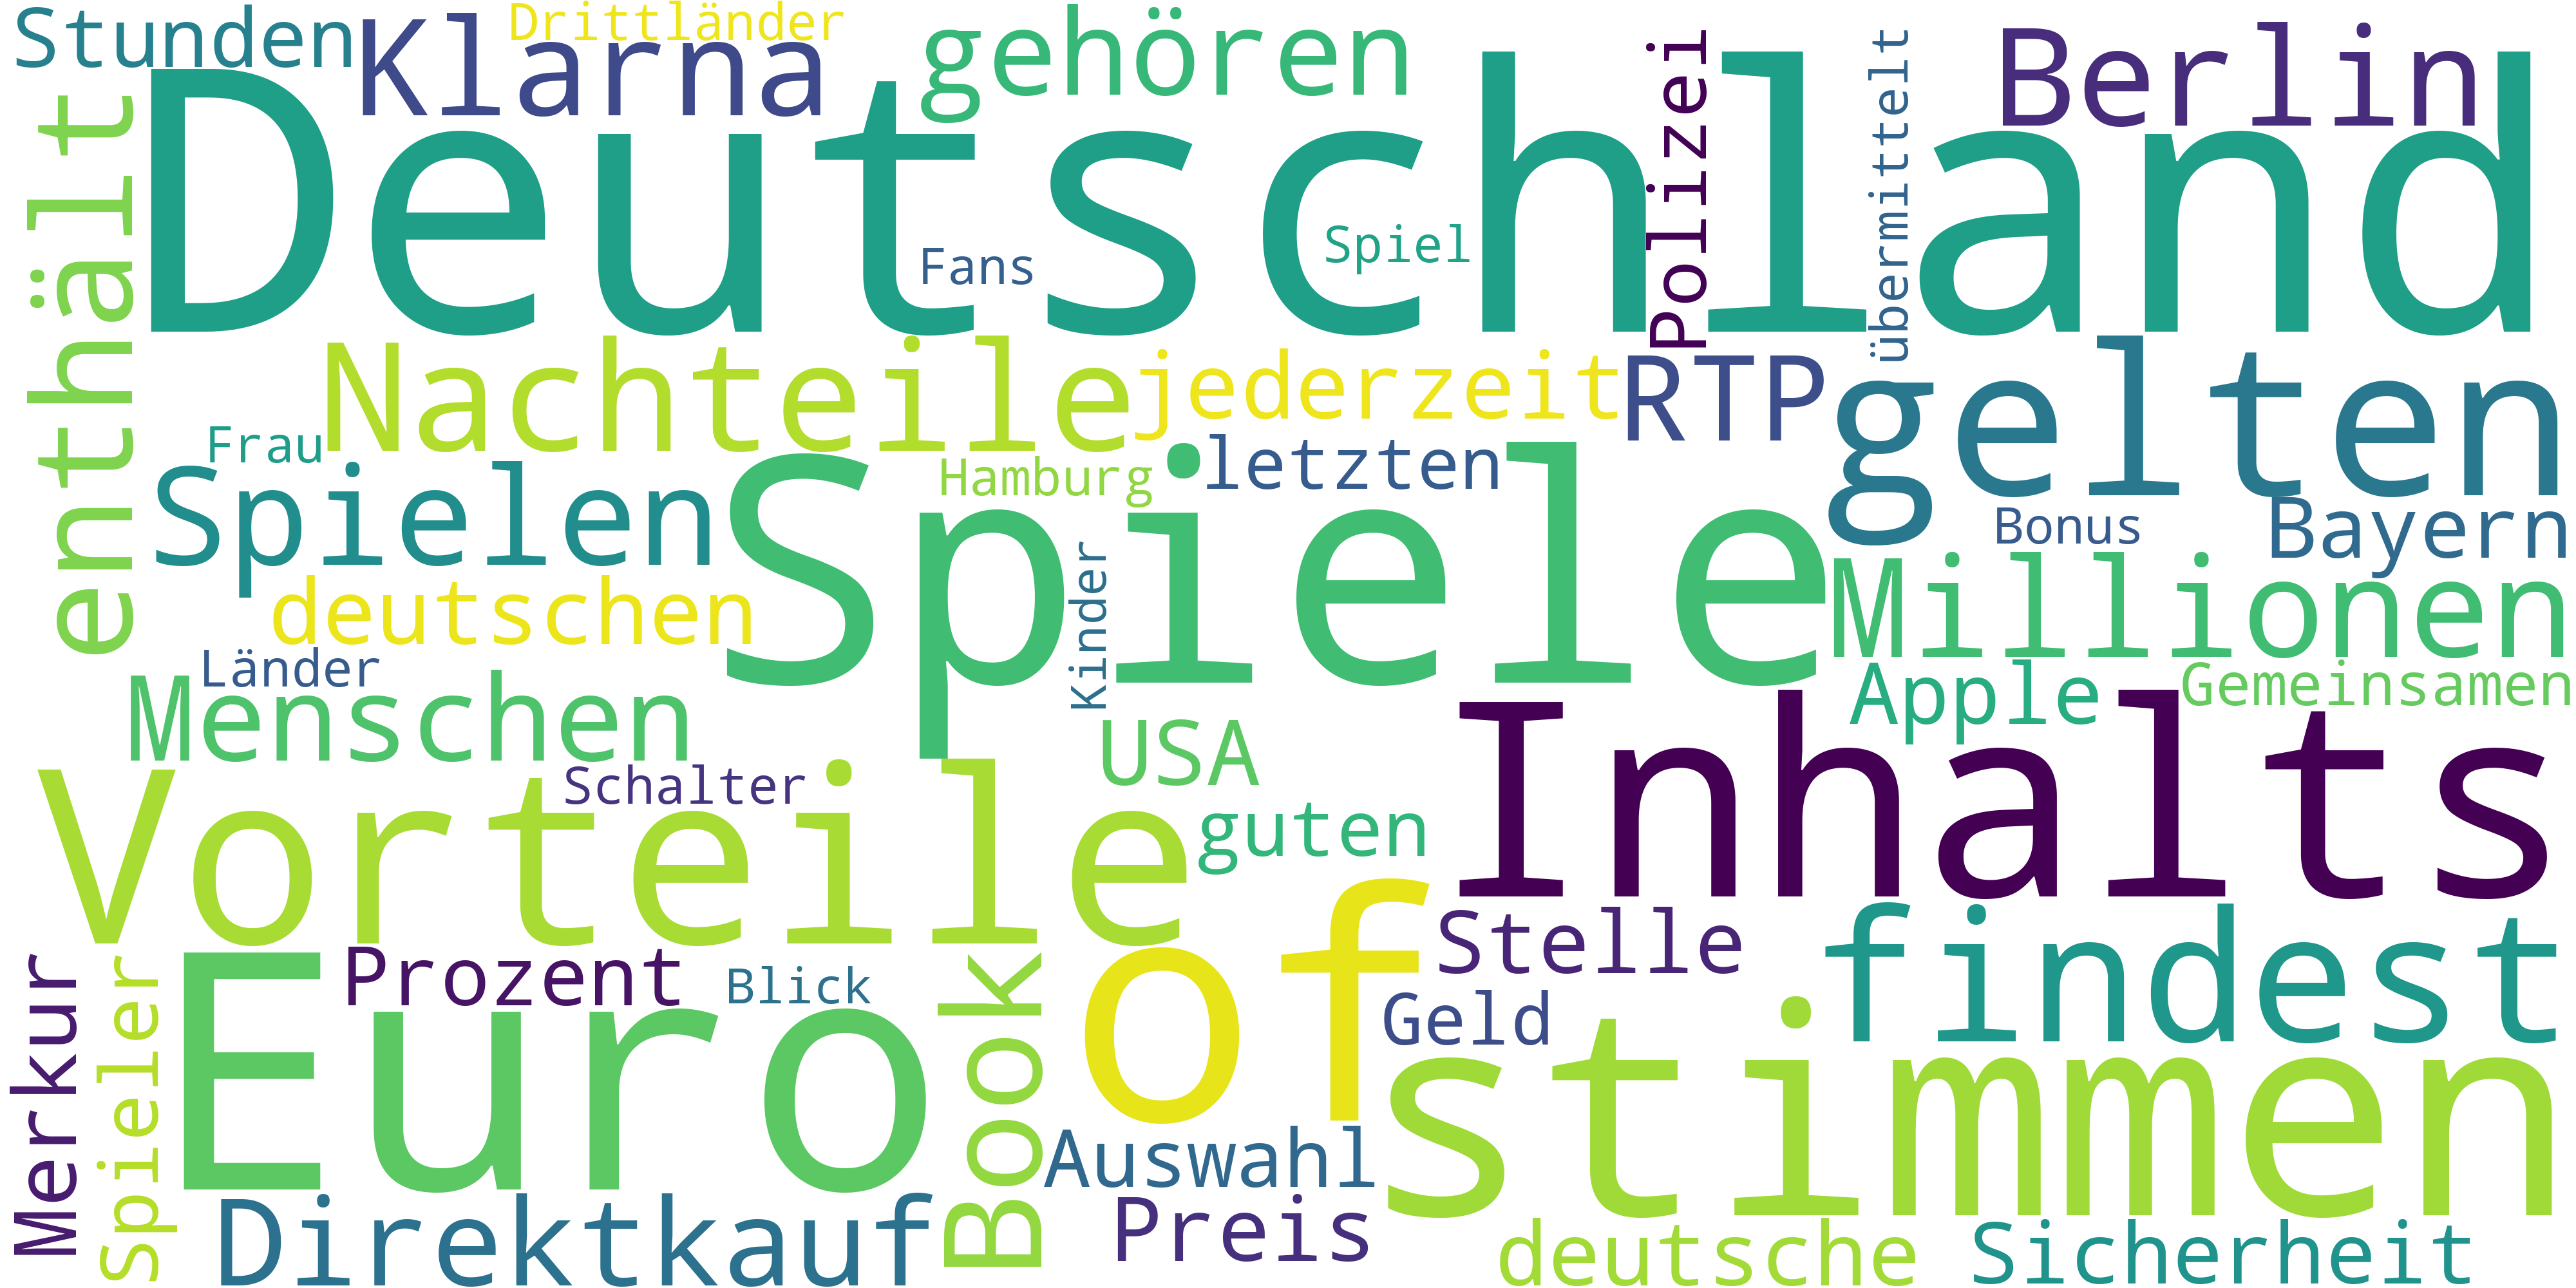 Stunden
Klarna
Drittländer
gehören
Polizei
übermittelt
Berlin
Deutschland
enthält
Fans
Spiel
Nachteile
jederzeit
RTP
gelten
Frau
Spielen
Hamburg
letzten
Spiele
Bonus
Bayern
deutschen
Kinder
Millionen
Länder
Menschen
Apple
Gemeinsamen
USA
Inhalts
Vorteile
Schalter
guten
of
Stelle
findest
Merkur
Spieler
Euro
Prozent
Blick
Book
Geld
stimmen
Auswahl
Direktkauf
Preis
deutsche
Sicherheit